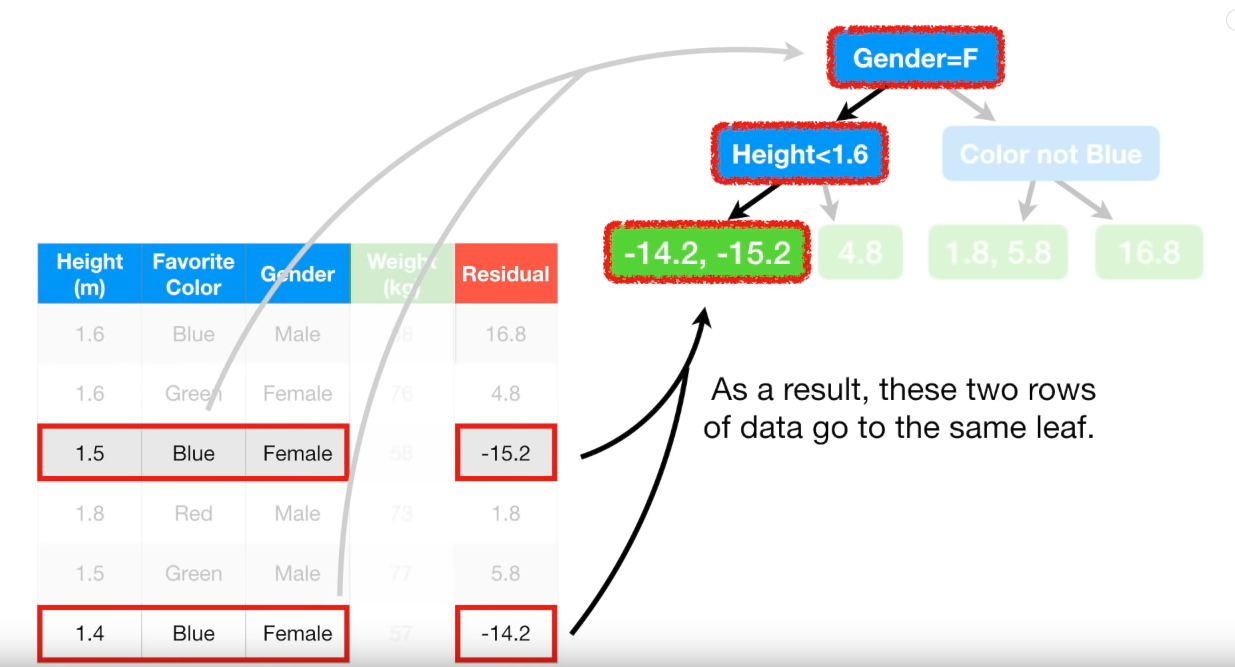 Gender=F
Height<1.6
Color not Blue
-14.2, -15.2
4.8
1.8, 5.8
16.8
Height (m) Favorite Color Gender Weight (kg) Residual
1.6 Blue Male 16.8
1.6 Green Female 76 4.8
1.5 Blue Female -15.2
1.8 Red Male 73 1.8
1.5 Green Male 77 5.8
1.4 Blue Female 57 -14.2
As a result, these two rows
of data go to the same leaf.